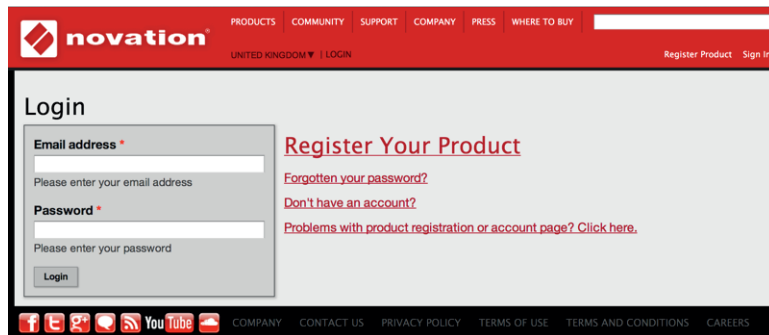 PRODUCTS COMMUNITY SUPPORT COMPANY PRESS WHERE TO BUY
novation
UNITED KINGDOM▼ | LOGIN Register Product Sign In
Login
Email address *
Please enter your email address
Password *
Please enter your password
Login
Register Your Product
Forgotten your password?
Don't have an account?
Problems with product registration or account page? Click here.
You Tube COMPANY CONTACT US PRIVACY POLICY TERMS OF USE TERMS AND CONDITIONS CAREERS